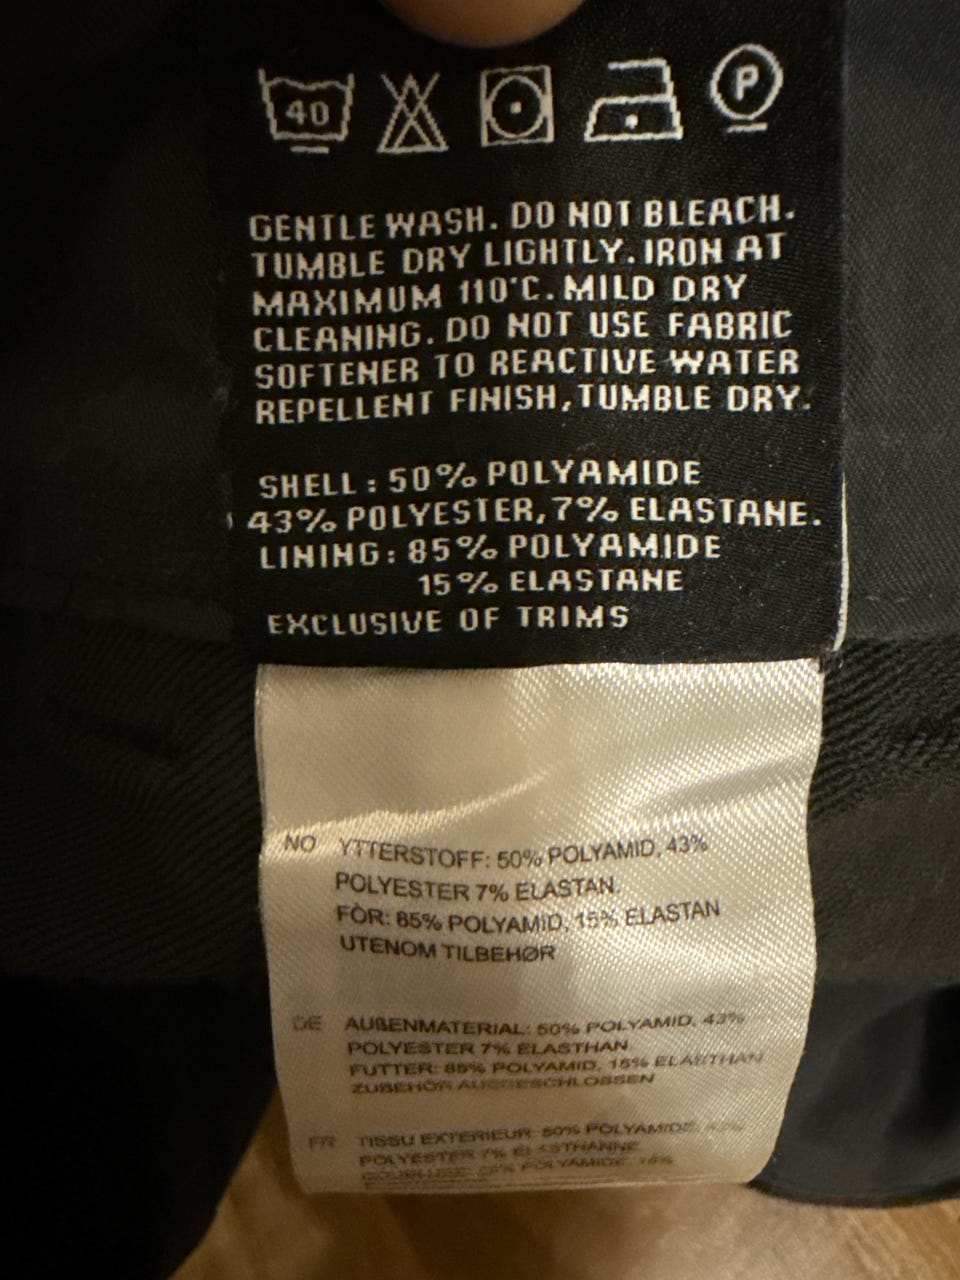 40
P
GENTLE WASH. DO NOT BLEACH.
TUMBLE DRY LIGHTLY. IRON AT
MAXIMUM 110°C. MILD DRY
CLEANING. DO NOT USE FABRIC
SOFTENER TO REACTIVE WATER
REPELLENT FINISH, TUMBLE DRY.
SHELL: 50% POLYAMIDE
43% POLYESTER, 7% ELASTANE.
LINING: 85% POLYAMIDE
15% ELASTANE
EXCLUSIVE OF TRIMS
NO YTTERSTOFF: 50% POLYAMID, 43%
POLYESTER 7% ELASTAN.
FÒR: 85% POLYAMID, 15% ELASTAN
UTENOM TILBEHØR
DE AUßENMATERIAL: 50% POLYAMID, 43%
POLYESTER 7% ELASTHAN
FUTTER: 85% POLYAMID, 15% ELASTHAN
ZUBEHÖR AUSGESCHLOSSEN
FR TISSU EXTERIEUR 50% POLYAMIDE
POLYESTER 7% ELASTHANNE
POLYAMIDE, 15%